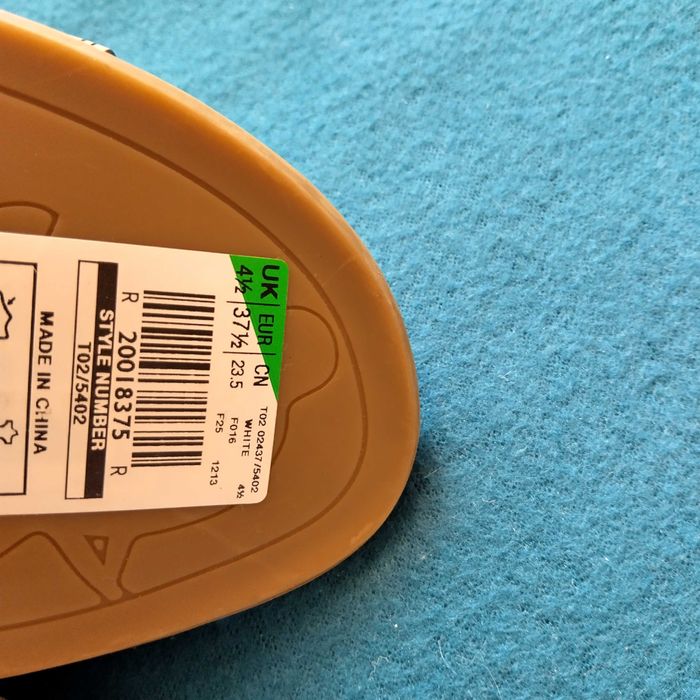 UK | EUR | CN
4½ | 37½ | 23.5
T02 02437/5402
WHITE 4½
F016
F25 1213
R 20018375 R
STYLE NUMBER
T02/5402
MADE IN CHINA